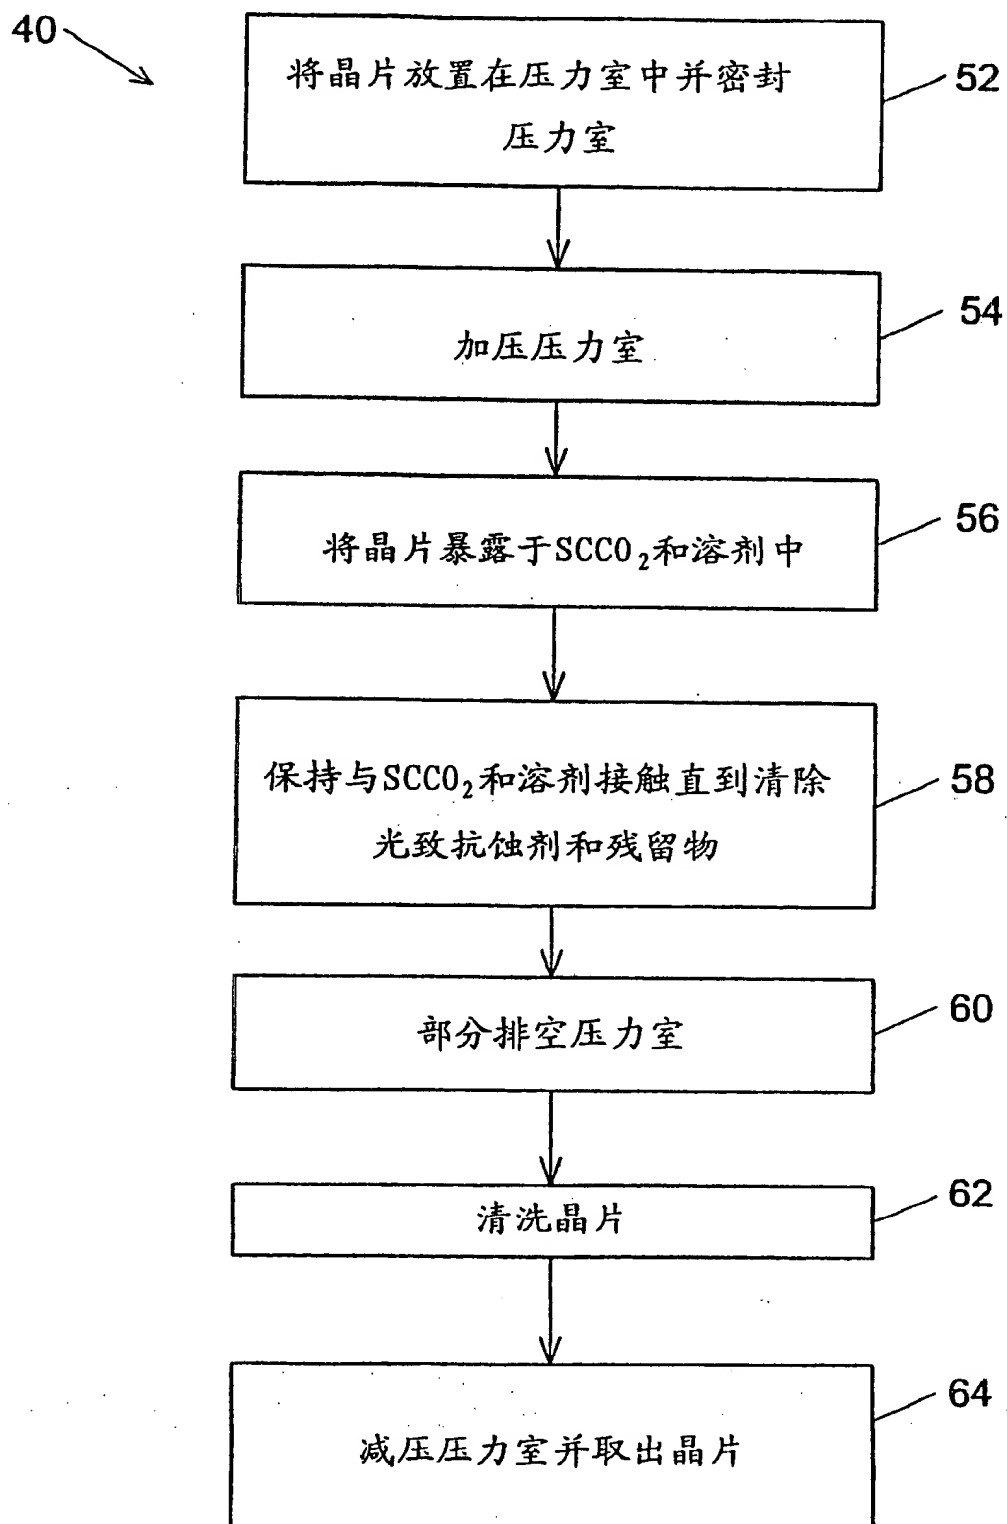 40
将晶片放置在压力室中并密封
压力室
52
加压压力室
54
将晶片暴露于SCCO₂和溶剂中
56
保持与SCCO₂和溶剂接触直到清除
光致抗蚀剂和残留物
58
部分排空压力室
60
清洗晶片
62
减压压力室并取出晶片
64